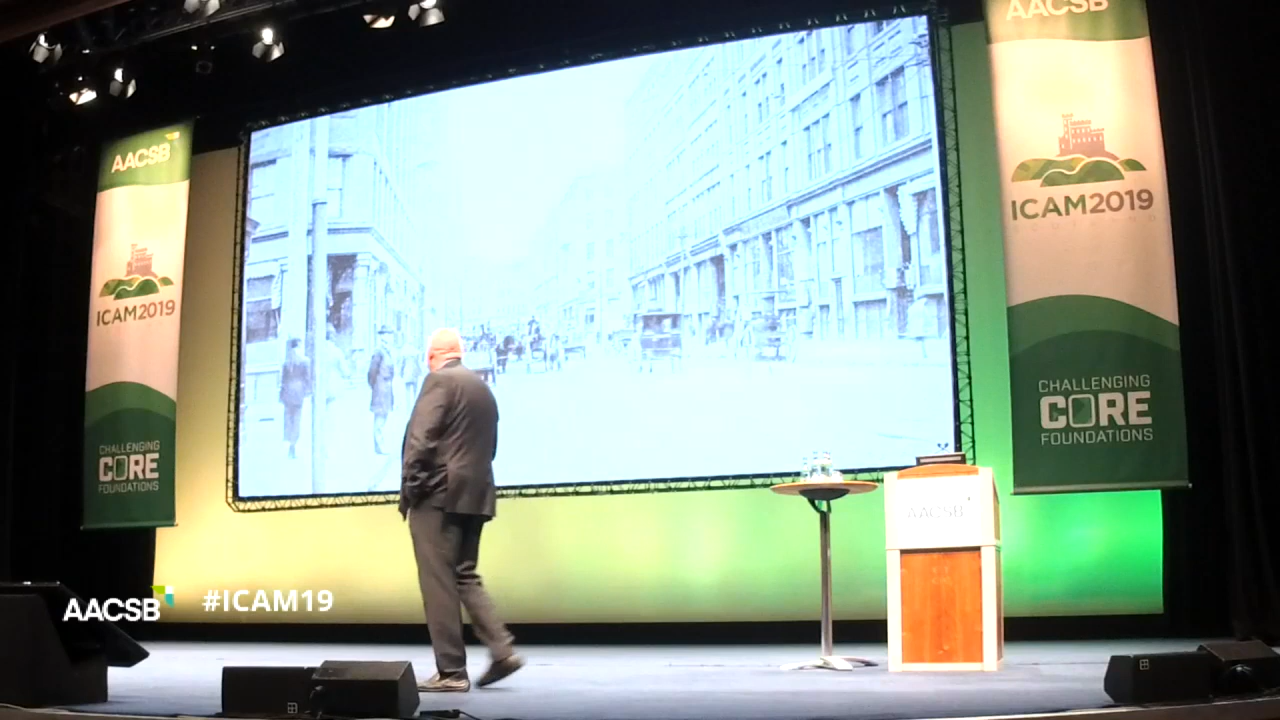 AACSB
ICAM2019
CHALLENGING
CORE
FOUNDATIONS
AACSB
ICAM2019
CHALLENGING
CORE
FOUNDATIONS
AACSB
AACSB
#ICAM19